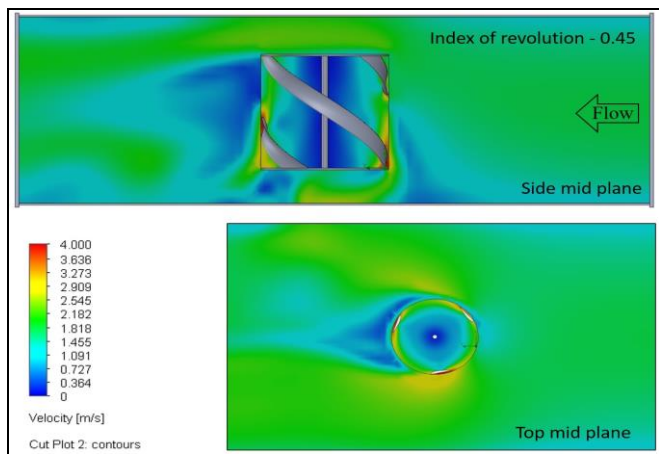 Index of revolution - 0.45
Flow
Side mid plane
4.000
3.636
3.273
2.909
2.545
2.182
1.818
1.455
1.091
0.727
0.364
0
Velocity [m/s]
Cut Plot 2: contours
Top mid plane